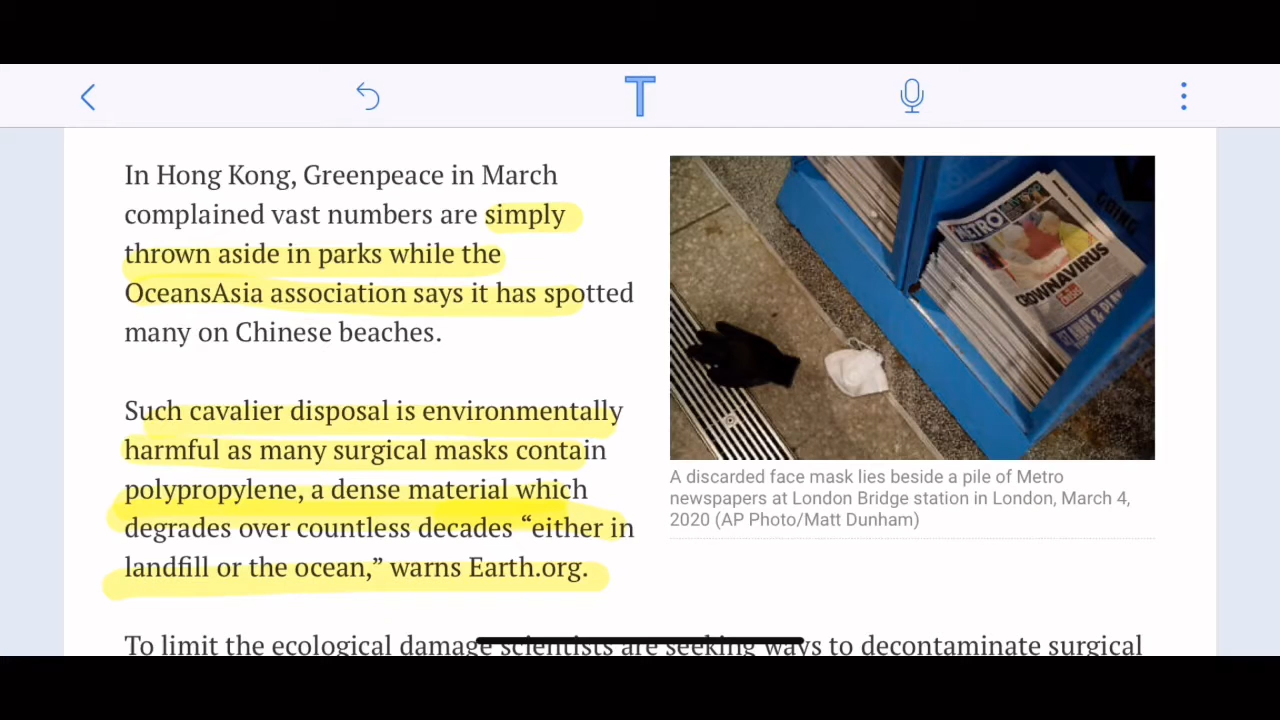 In Hong Kong, Greenpeace in March
complained vast numbers are simply
thrown aside in parks while the
OceansAsia association says it has spotted
many on Chinese beaches.
Such cavalier disposal is environmentally
harmful as many surgical masks contain
polypropylene, a dense material which
degrades over countless decades “either in
landfill or the ocean,” warns Earth.org.
METRO
GOING
CROWNAVIRUS
A discarded face mask lies beside a pile of Metro
newspapers at London Bridge station in London, March 4,
2020 (AP Photo/Matt Dunham)
To limit the ecological damage scientists are seeking ways to decontaminate surgical